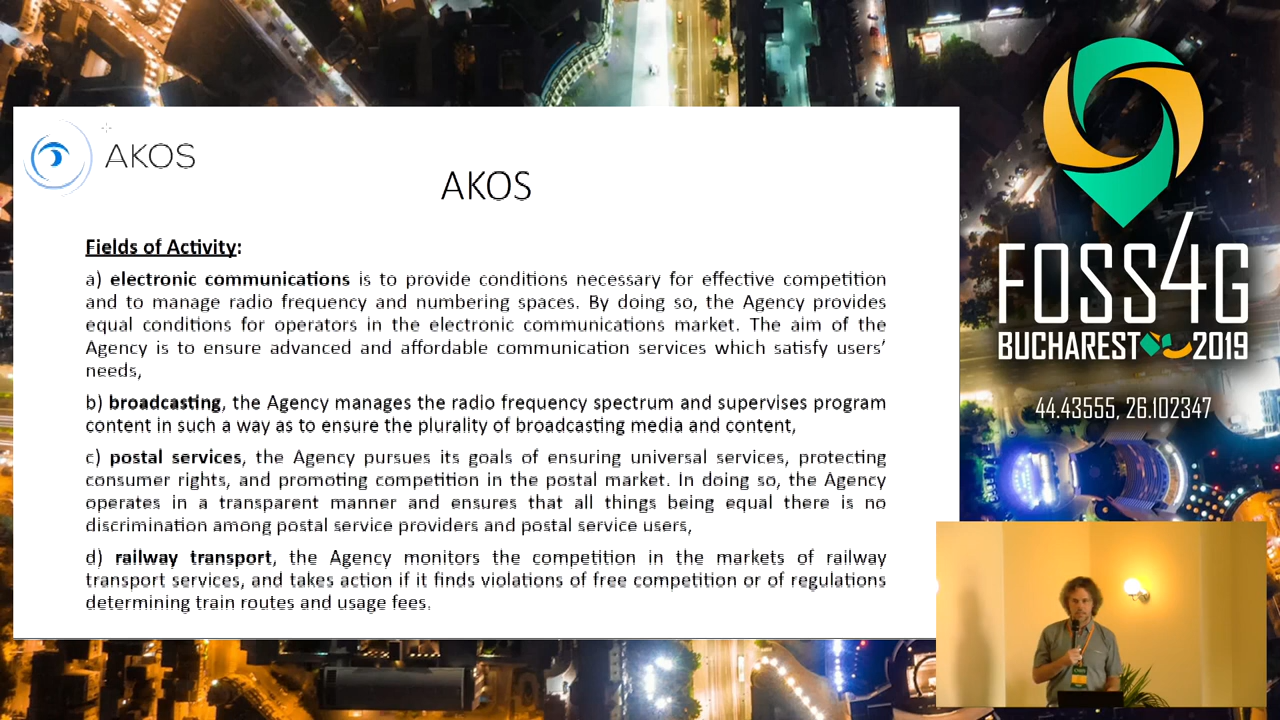 AKOS
AKOS
Fields of Activity:
a) electronic communications is to provide conditions necessary for effective competition
and to manage radio frequency and numbering spaces. By doing so, the Agency provides
equal conditions for operators in the electronic communications market. The aim of the
Agency is to ensure advanced and affordable communication services which satisfy users’
needs,
b) broadcasting, the Agency manages the radio frequency spectrum and supervises program
content in such a way as to ensure the plurality of broadcasting media and content,
c) postal services, the Agency pursues its goals of ensuring universal services, protecting
consumer rights, and promoting competition in the postal market. In doing so, the Agency
operates in a transparent manner and ensures that all things being equal there is no
discrimination among postal service providers and postal service users,
d) railway transport, the Agency monitors the competition in the markets of railway
transport services, and takes action if it finds violations of free competition or of regulations
determining train routes and usage fees.
FOSS4G
BUCHAREST 2019
44.43555, 26.102347